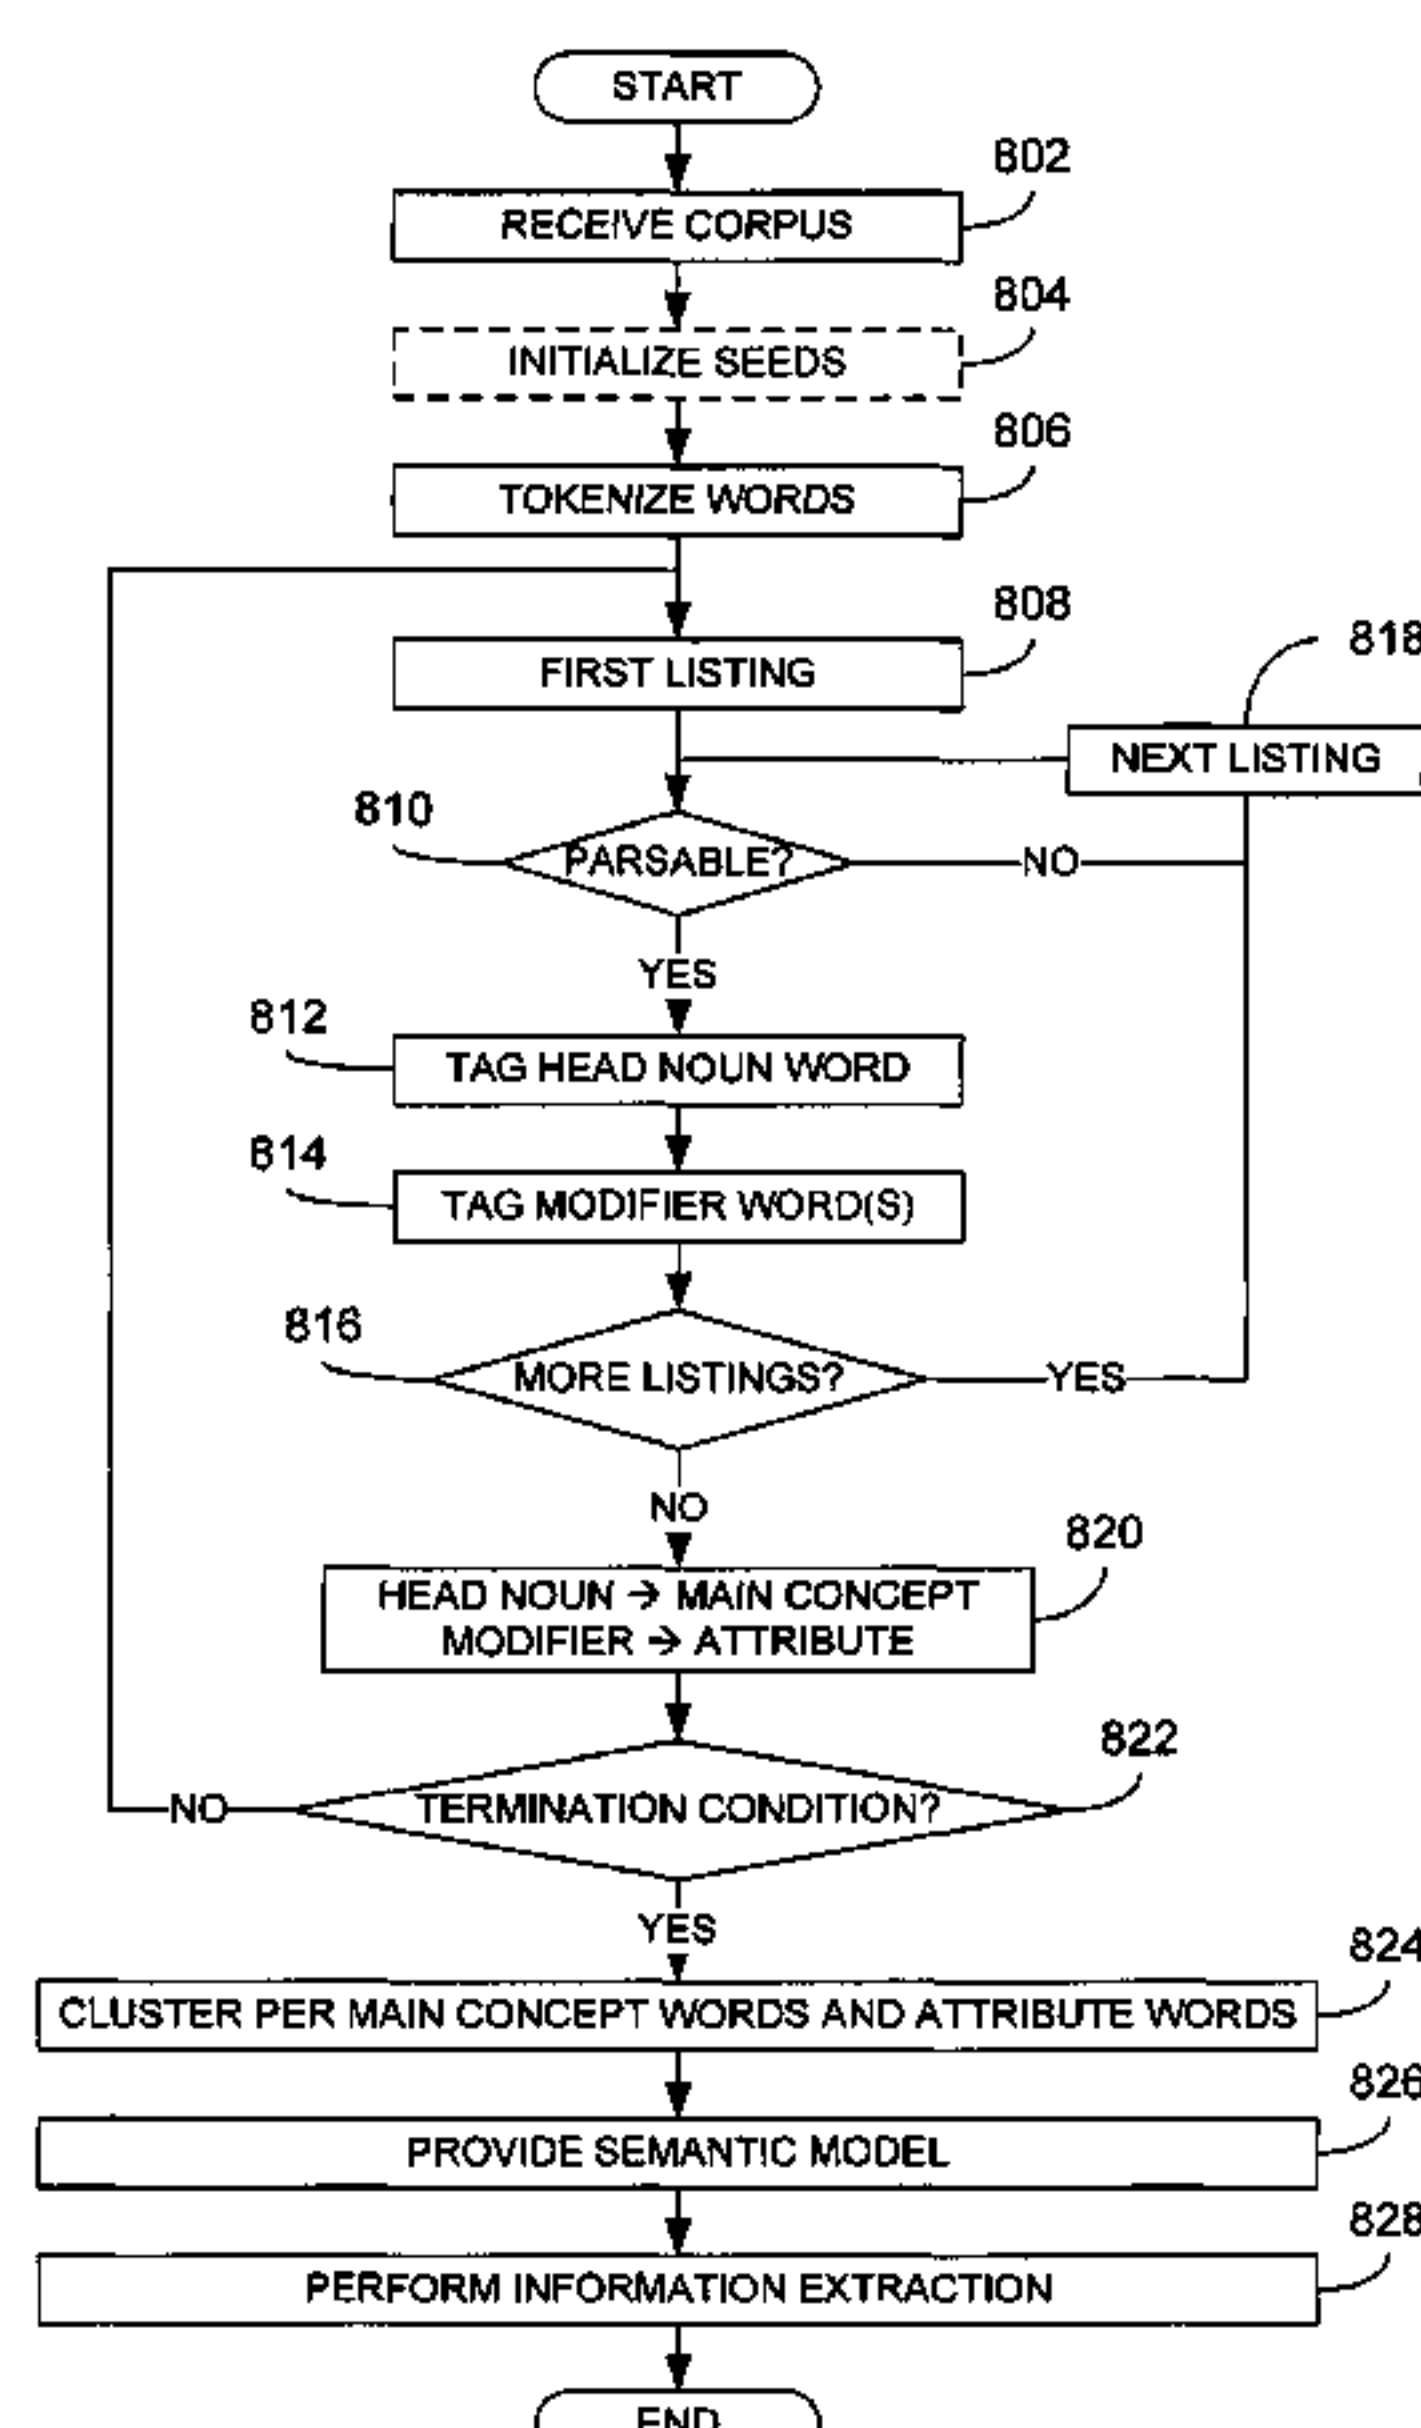 START
802
RECEIVE CORPUS
804
INITIALIZE SEEDS
806
TOKENIZE WORDS
808
FIRST LISTING
818
NEXT LISTING
810
PARSABLE?
NO
YES
812
TAG HEAD NOUN WORD
814
TAG MODIFIER WORD(S)
816
MORE LISTINGS?
YES
NO
820
HEAD NOUN → MAIN CONCEPT
MODIFIER → ATTRIBUTE
822
TERMINATION CONDITION?
NO
YES
824
CLUSTER PER MAIN CONCEPT WORDS AND ATTRIBUTE WORDS
826
PROVIDE SEMANTIC MODEL
828
PERFORM INFORMATION EXTRACTION
END